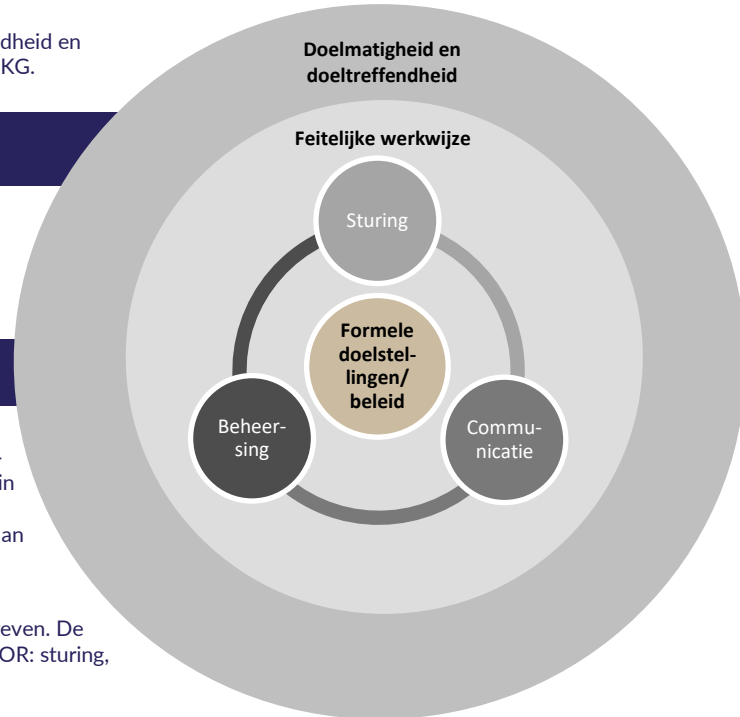 dheid en
KG.
in
an
even. De
OR: sturing,
Doelmatigheid en
doeltreffendheid
Feitelijke werkwijze
Sturing
Formele
doelstel-
lingen/
beleid
Beheer-
sing
Commu-
nicatie